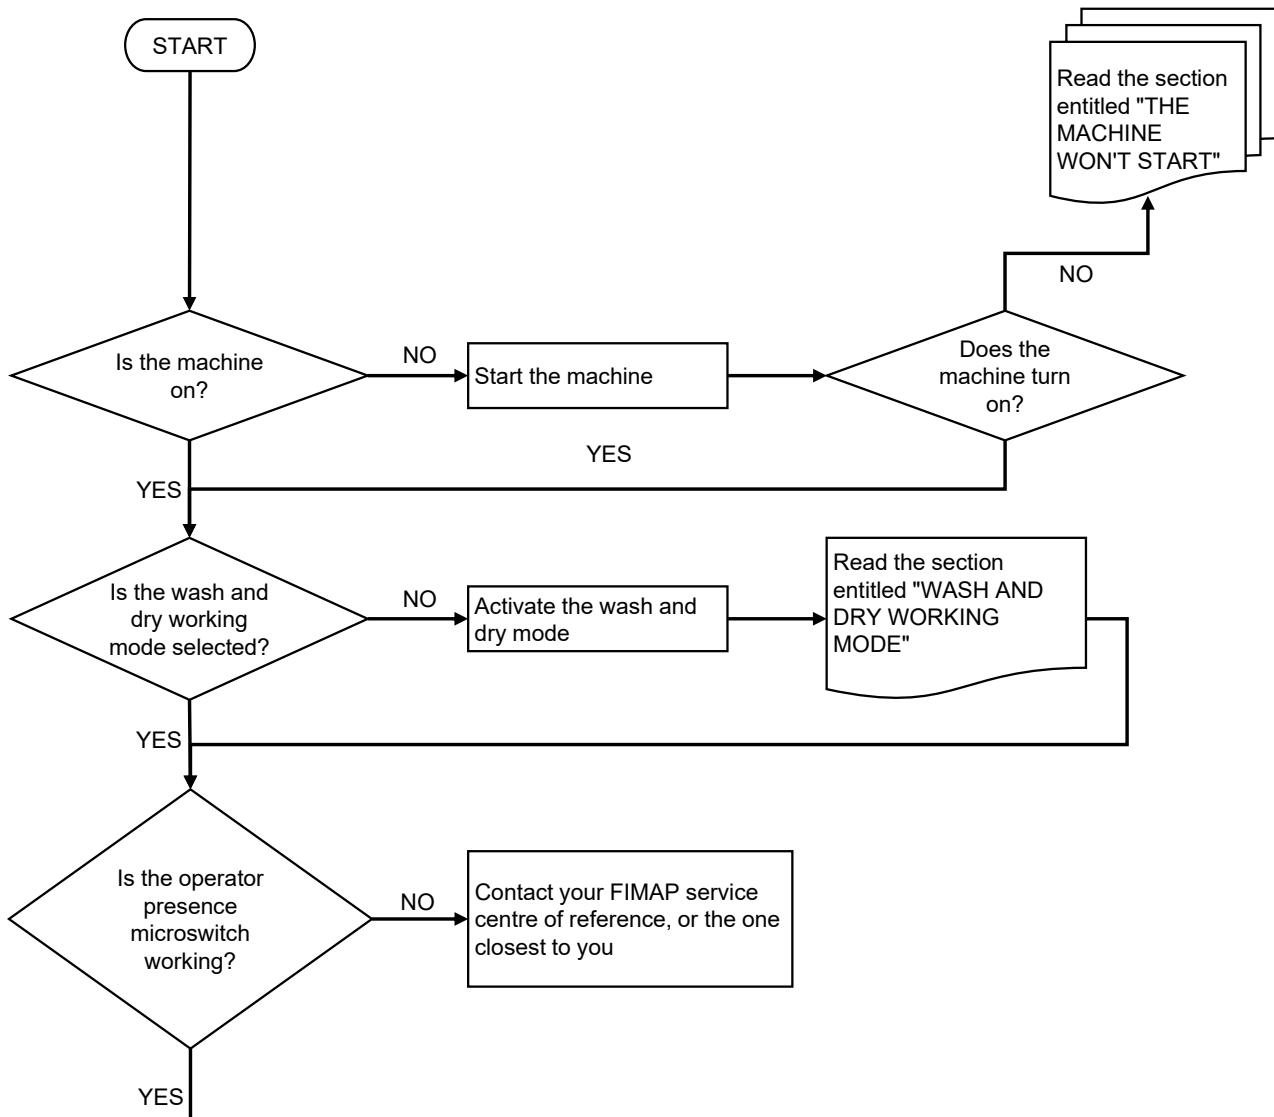 START
Read the section
entitled "THE
MACHINE
WON'T START"
NO
Is the machine
on?
NO
Start the machine
Does the
machine turn
on?
YES
YES
Is the wash and
dry working
mode selected?
NO
Activate the wash and
dry mode
Read the section
entitled "WASH AND
DRY WORKING
MODE"
YES
Is the operator
presence
microswitch
working?
NO
Contact your FIMAP service
centre of reference, or the one
closest to you
YES